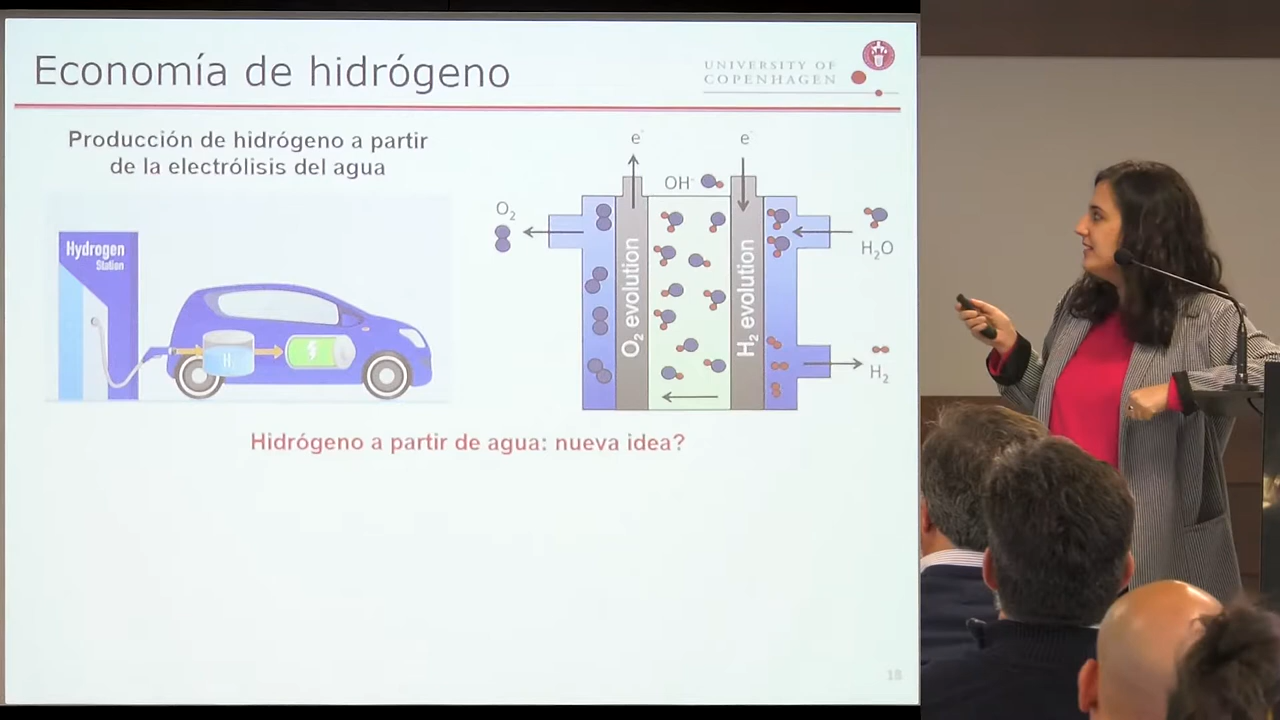 Economía de hidrógeno
UNIVERSITY OF
COPENHAGEN
Producción de hidrógeno a partir
de la electrólisis del agua
Hydrogen
Station
H
e-
e-
OH-
O2
H2O
O2 evolution
H2 evolution
H2
Hidrógeno a partir de agua: nueva idea?
18